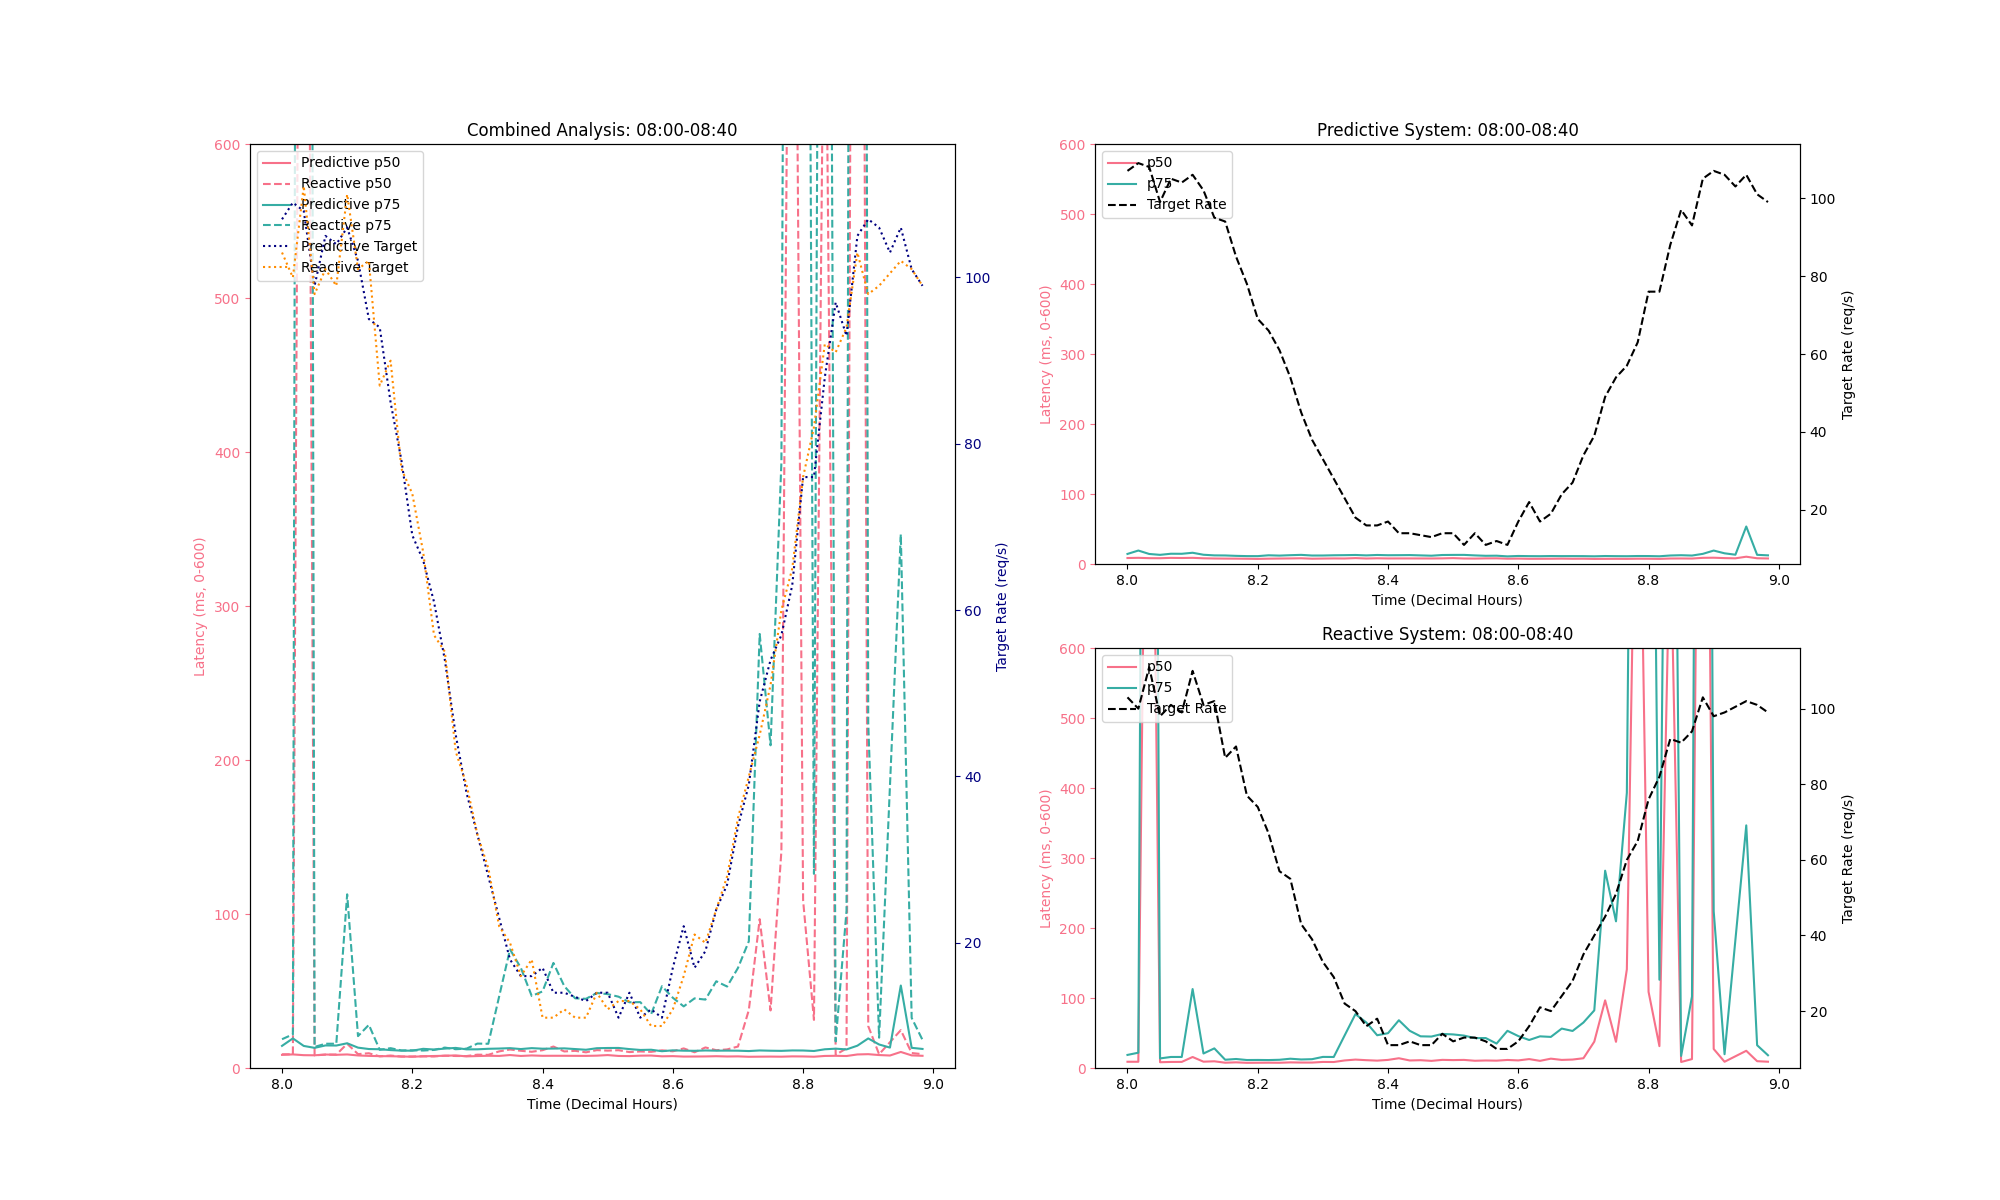 Combined Analysis: 08:00-08:40
Predictive p50
Reactive p50
Predictive p75
Reactive p75
Predictive Target
Reactive Target
600
500
400
300
200
100
0
Latency (ms, 0-600)
100
80
60
40
20
Target Rate (req/s)
8.0 8.2 8.4 8.6 8.8 9.0
Time (Decimal Hours)
Predictive System: 08:00-08:40
p50
p75
Target Rate
600
500
400
300
200
100
0
Latency (ms, 0-600)
100
80
60
40
20
Target Rate (req/s)
8.0 8.2 8.4 8.6 8.8 9.0
Time (Decimal Hours)
Reactive System: 08:00-08:40
p50
p75
Target Rate
600
500
400
300
200
100
0
Latency (ms, 0-600)
100
80
60
40
20
Target Rate (req/s)
8.0 8.2 8.4 8.6 8.8 9.0
Time (Decimal Hours)